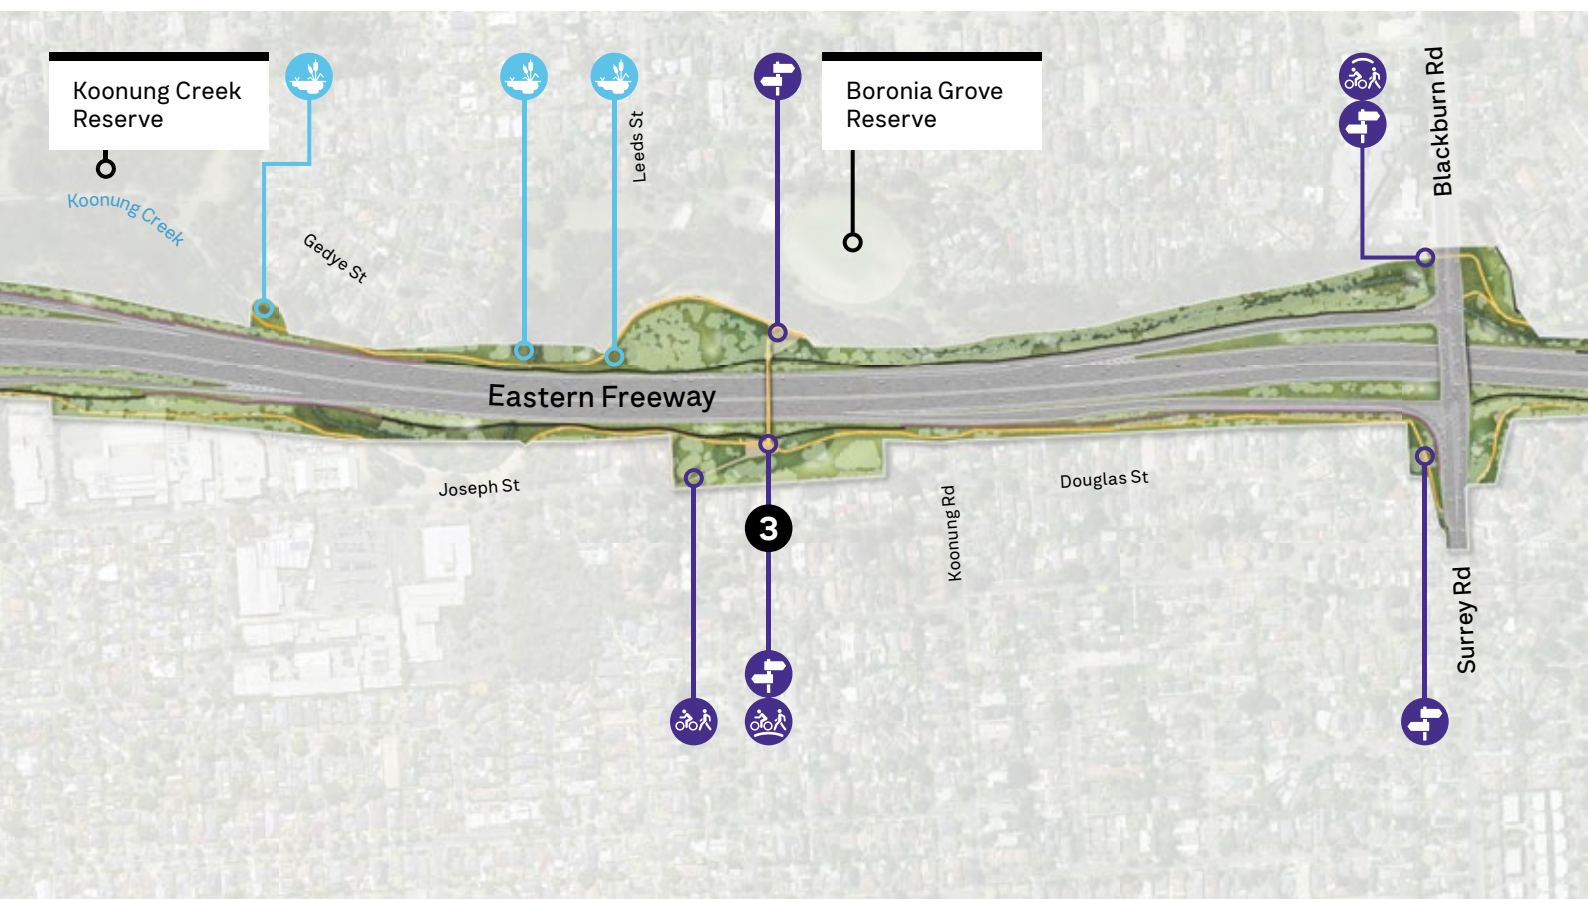 Koonung Creek
Reserve
Boronia Grove
Reserve
Blackburn Rd
Leeds St
Koonung Creek
Gedye St
Eastern Freeway
Joseph St
Koonung Rd
Douglas St
3
Surrey Rd